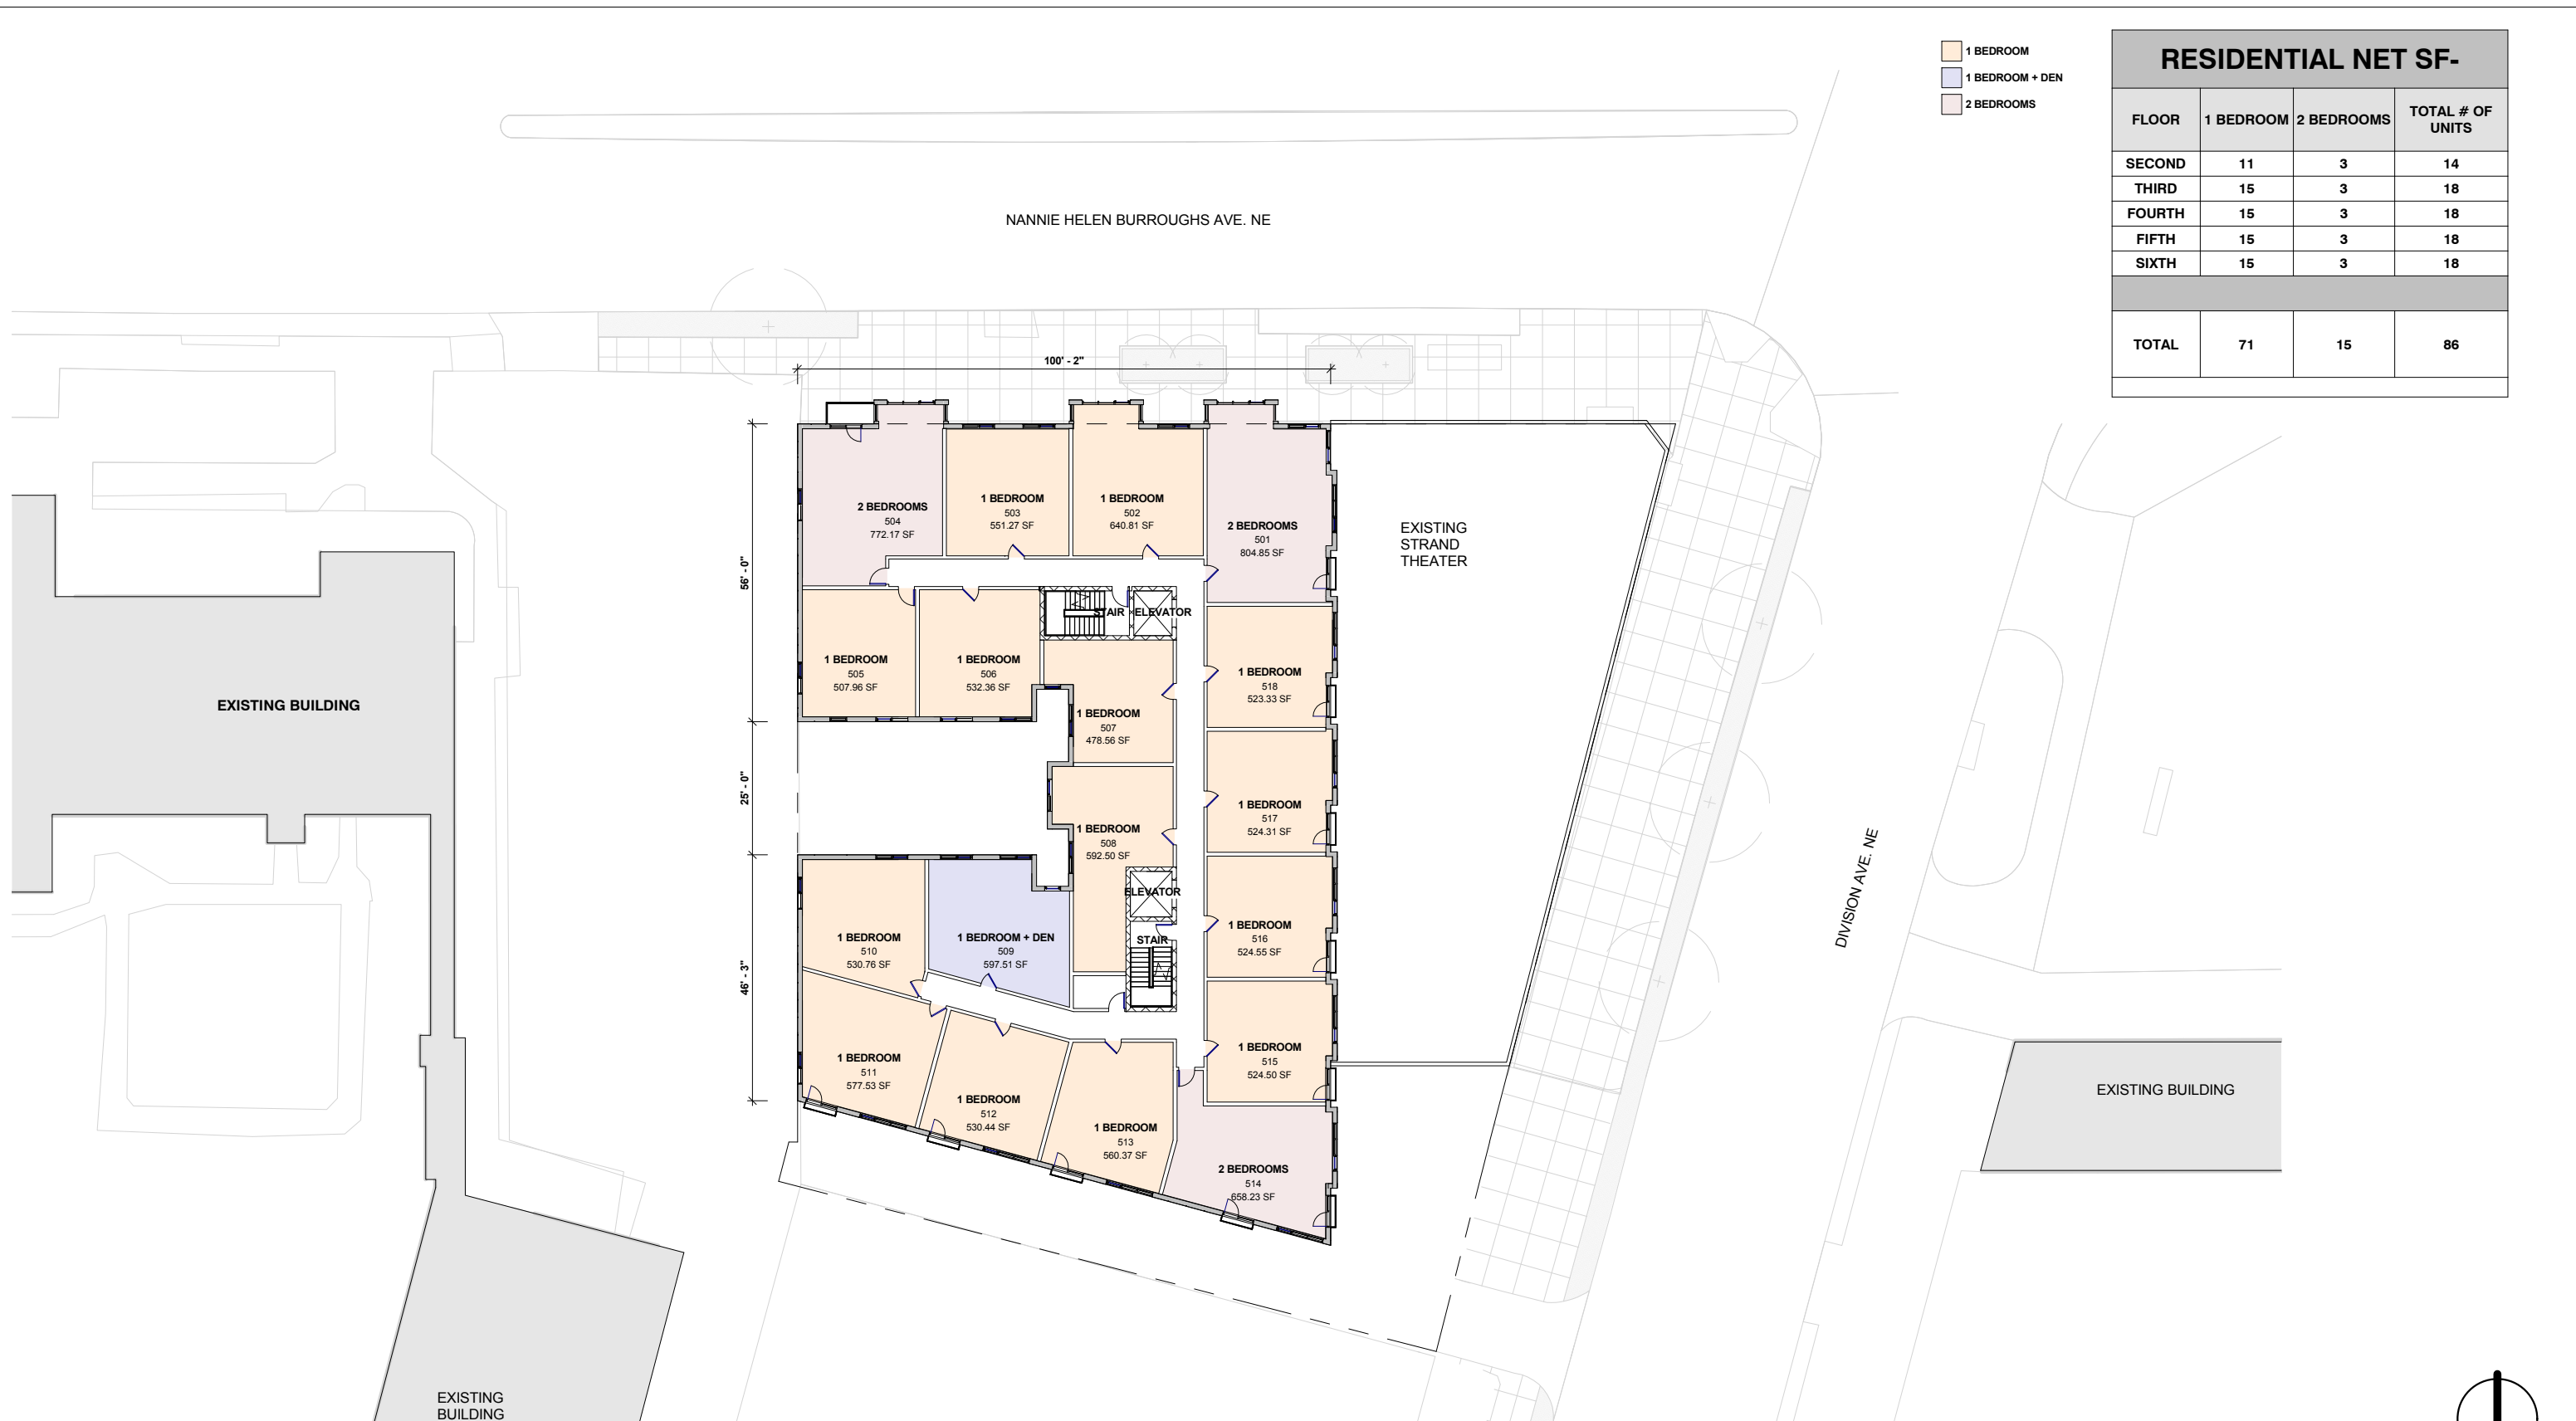 1 BEDROOM
1 BEDROOM + DEN
2 BEDROOMS
RESIDENTIAL NET SF-
FLOOR 1 BEDROOM 2 BEDROOMS TOTAL # OF UNITS
SECOND 11 3 14
THIRD 15 3 18
FOURTH 15 3 18
FIFTH 15 3 18
SIXTH 15 3 18
TOTAL 71 15 86
NANNIE HELEN BURROUGHS AVE. NE
100' - 2"
56' - 0"
25' - 0"
46' - 3"
2 BEDROOMS
504
772.17 SF
1 BEDROOM
503
551.27 SF
1 BEDROOM
502
640.81 SF
2 BEDROOMS
501
804.85 SF
EXISTING
STRAND
THEATER
STAIR
ELEVATOR
1 BEDROOM
505
507.96 SF
1 BEDROOM
506
532.36 SF
1 BEDROOM
518
523.33 SF
EXISTING BUILDING
1 BEDROOM
507
478.56 SF
1 BEDROOM
517
524.31 SF
1 BEDROOM
508
592.50 SF
ELEVATOR
STAIR
1 BEDROOM
516
524.55 SF
1 BEDROOM
510
530.76 SF
1 BEDROOM + DEN
509
597.51 SF
DIVISION AVE. NE
1 BEDROOM
511
577.53 SF
1 BEDROOM
512
530.44 SF
1 BEDROOM
513
560.37 SF
1 BEDROOM
515
524.50 SF
2 BEDROOMS
514
658.23 SF
EXISTING BUILDING
EXISTING
BUILDING